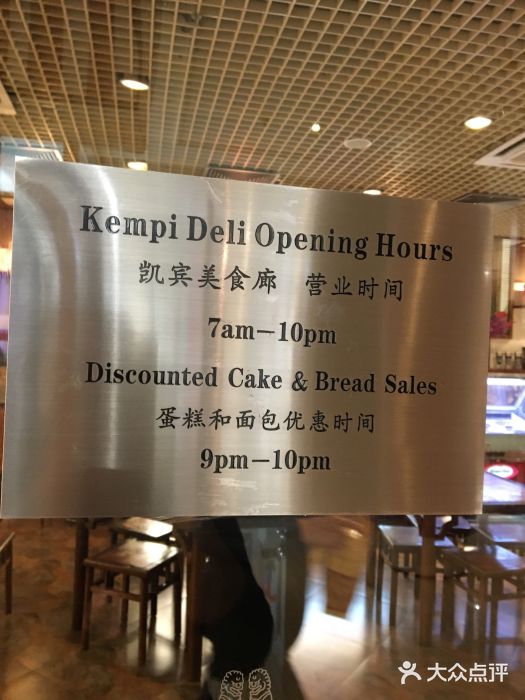 Kempi Deli Opening Hours
凯宾美食廊 营业时间
7am—10pm
Discounted Cake & Bread Sales
蛋糕和面包优惠时间
9pm—10pm
大众点评